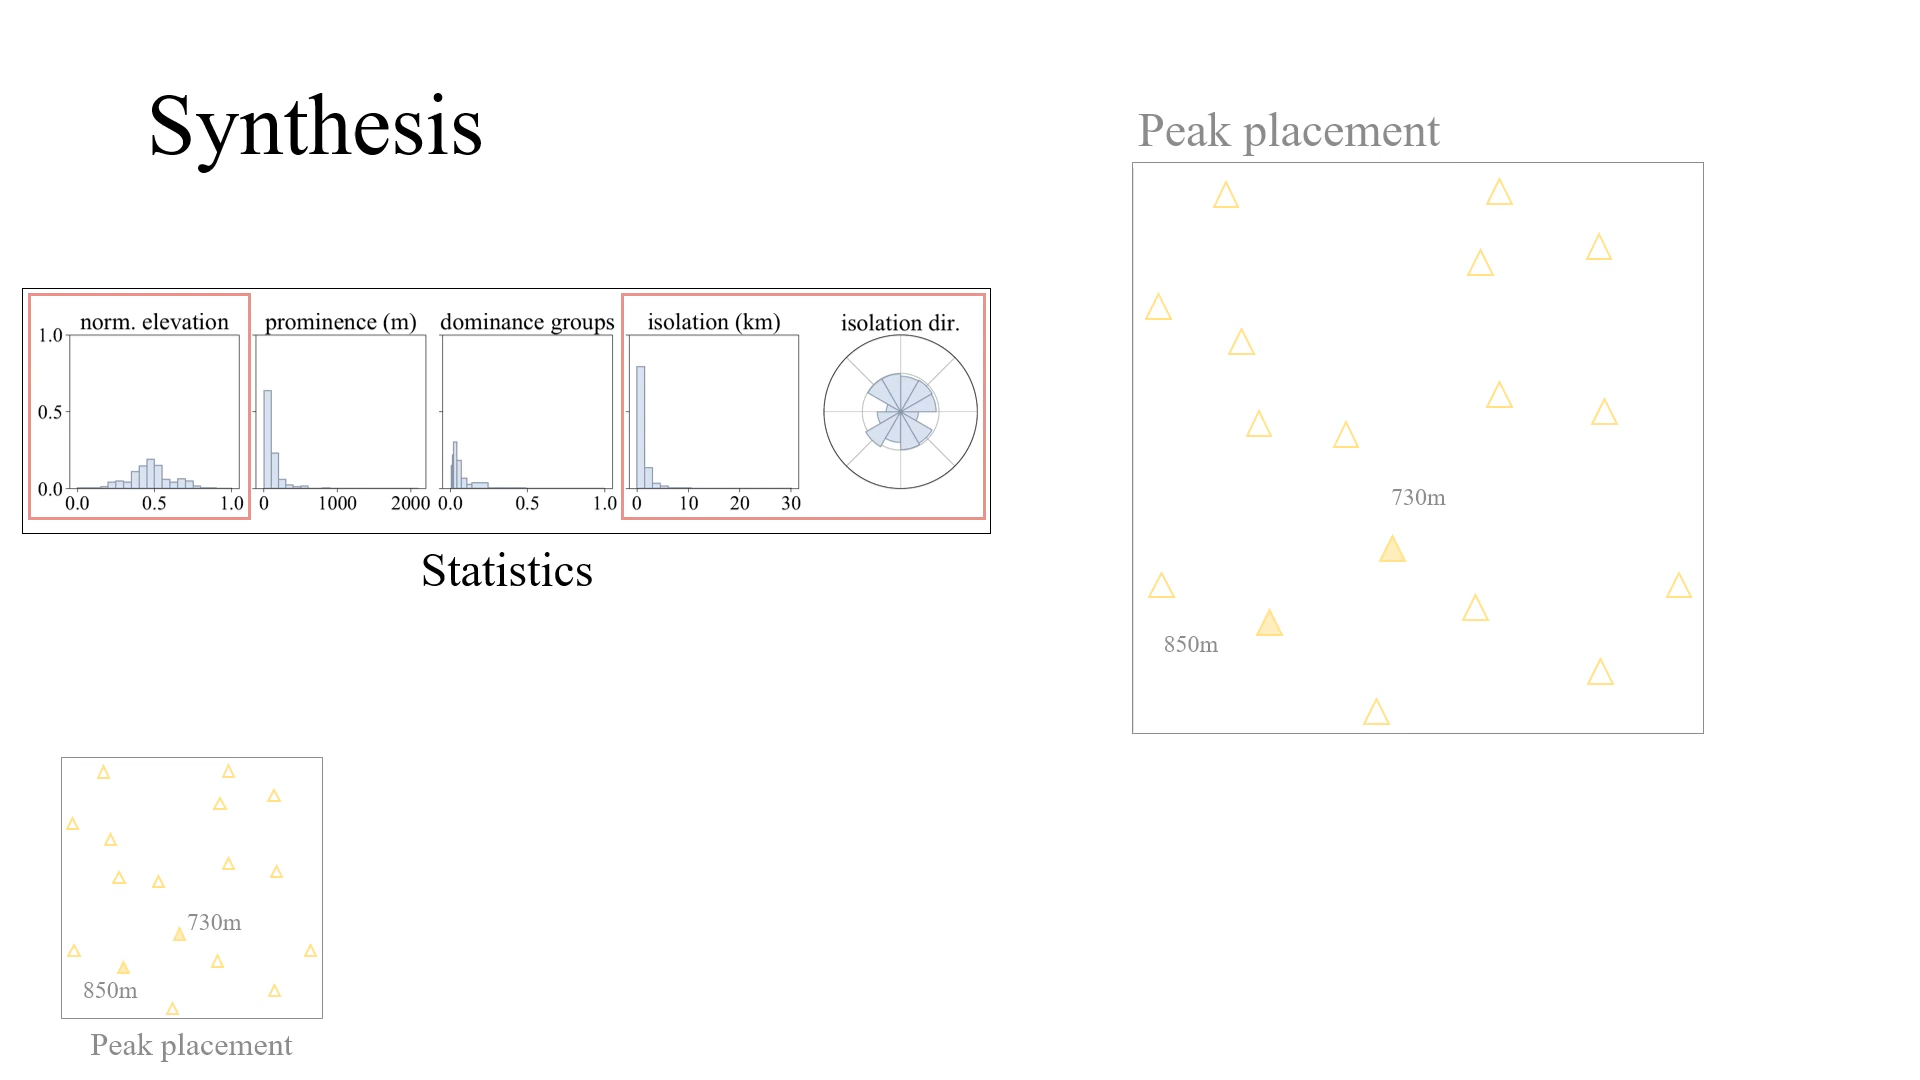 Synthesis
Peak placement
norm. elevation
prominence (m)
dominance groups
isolation (km)
isolation dir.
1.0
0.5
0.0
0.0 0.5 1.0
0 1000 2000
0.0 0.5 1.0
0 10 20 30
Statistics
730m
850m
730m
850m
Peak placement